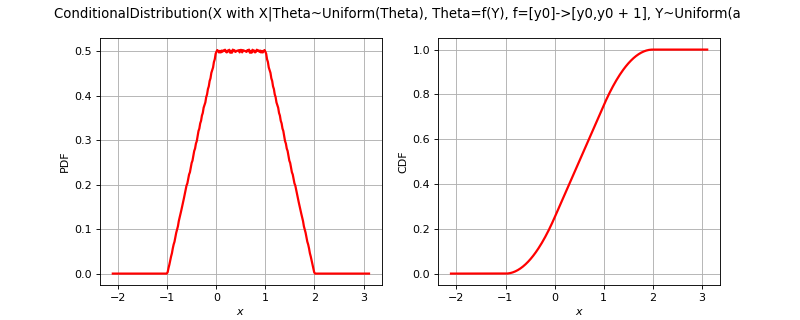 ConditionalDistribution(X with X|Theta~Uniform(Theta), Theta=f(Y), f=[y0]->[y0,y0 + 1], Y~Uniform(a
PDF
0.5
0.4
0.3
0.2
0.1
0.0
−2 −1 0 1 2 3
x
CDF
1.0
0.8
0.6
0.4
0.2
0.0
−2 −1 0 1 2 3
x